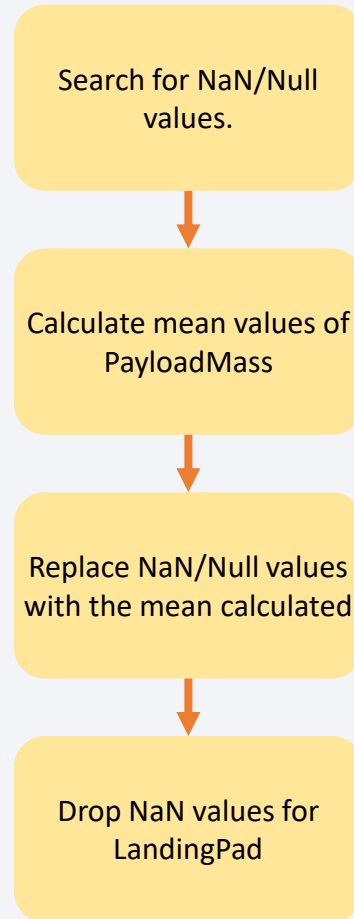 Search for NaN/Null
values.
Calculate mean values of
PayloadMass
Replace NaN/Null values
with the mean calculated
Drop NaN values for
LandingPad